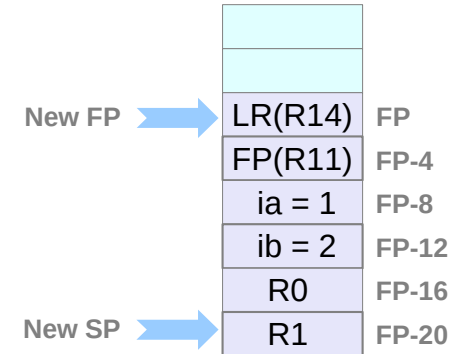 New FP LR(R14) FP
FP(R11) FP-4
ia = 1 FP-8
ib = 2 FP-12
R0 FP-16
New SP R1 FP-20